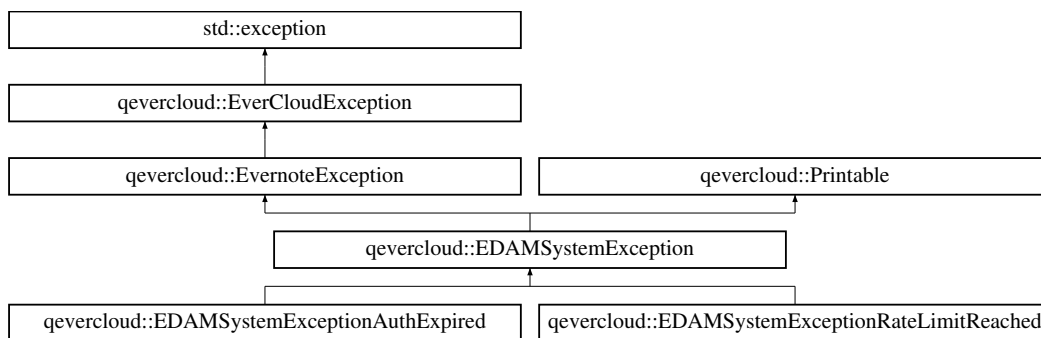 std::exception
qevercloud::EverCloudException
qevercloud::EvernoteException
qevercloud::Printable
qevercloud::EDAMSystemException
qevercloud::EDAMSystemExceptionAuthExpired
qevercloud::EDAMSystemExceptionRateLimitReached